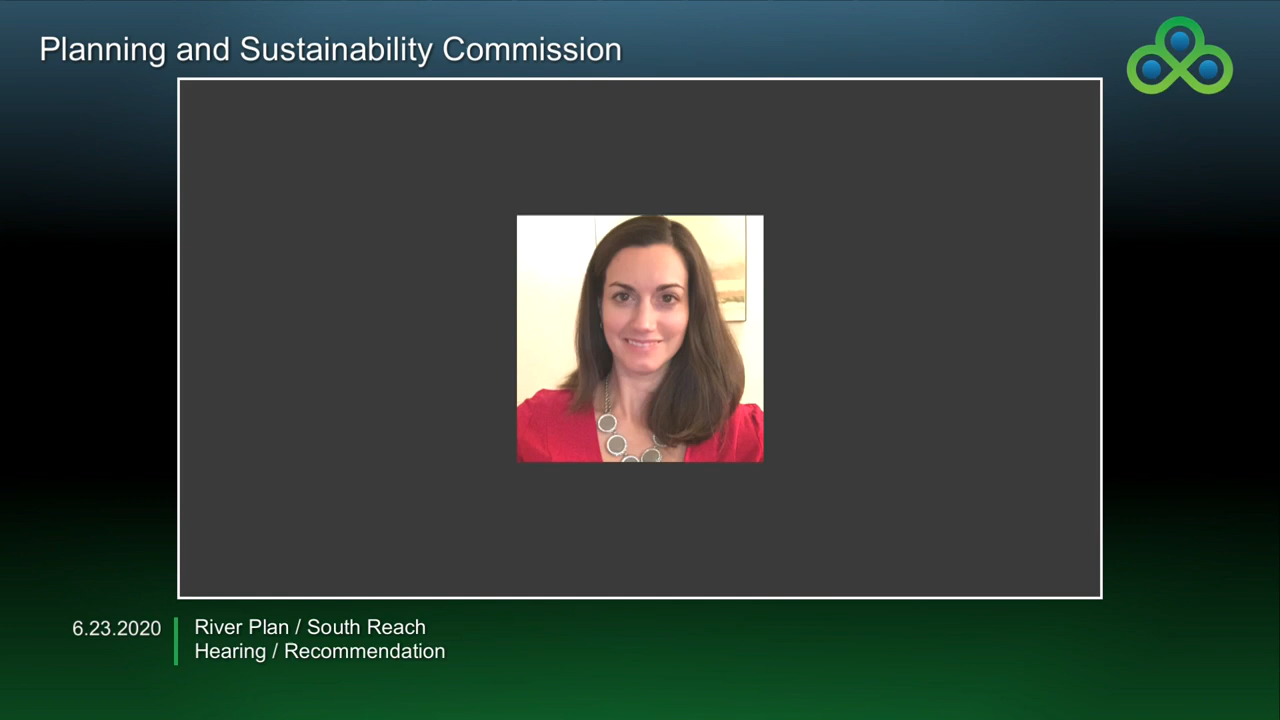 Planning and Sustainability Commission
6.23.2020
River Plan / South Reach
Hearing / Recommendation